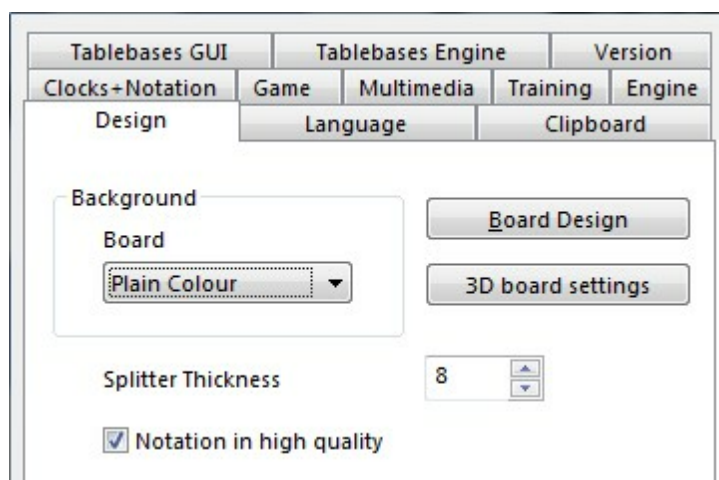 Tablebases GUI Tablebases Engine Version
Clocks+Notation Game Multimedia Training Engine
Design Language Clipboard
Background
Board
Plain Colour
Board Design
3D board settings
Splitter Thickness 8
Notation in high quality